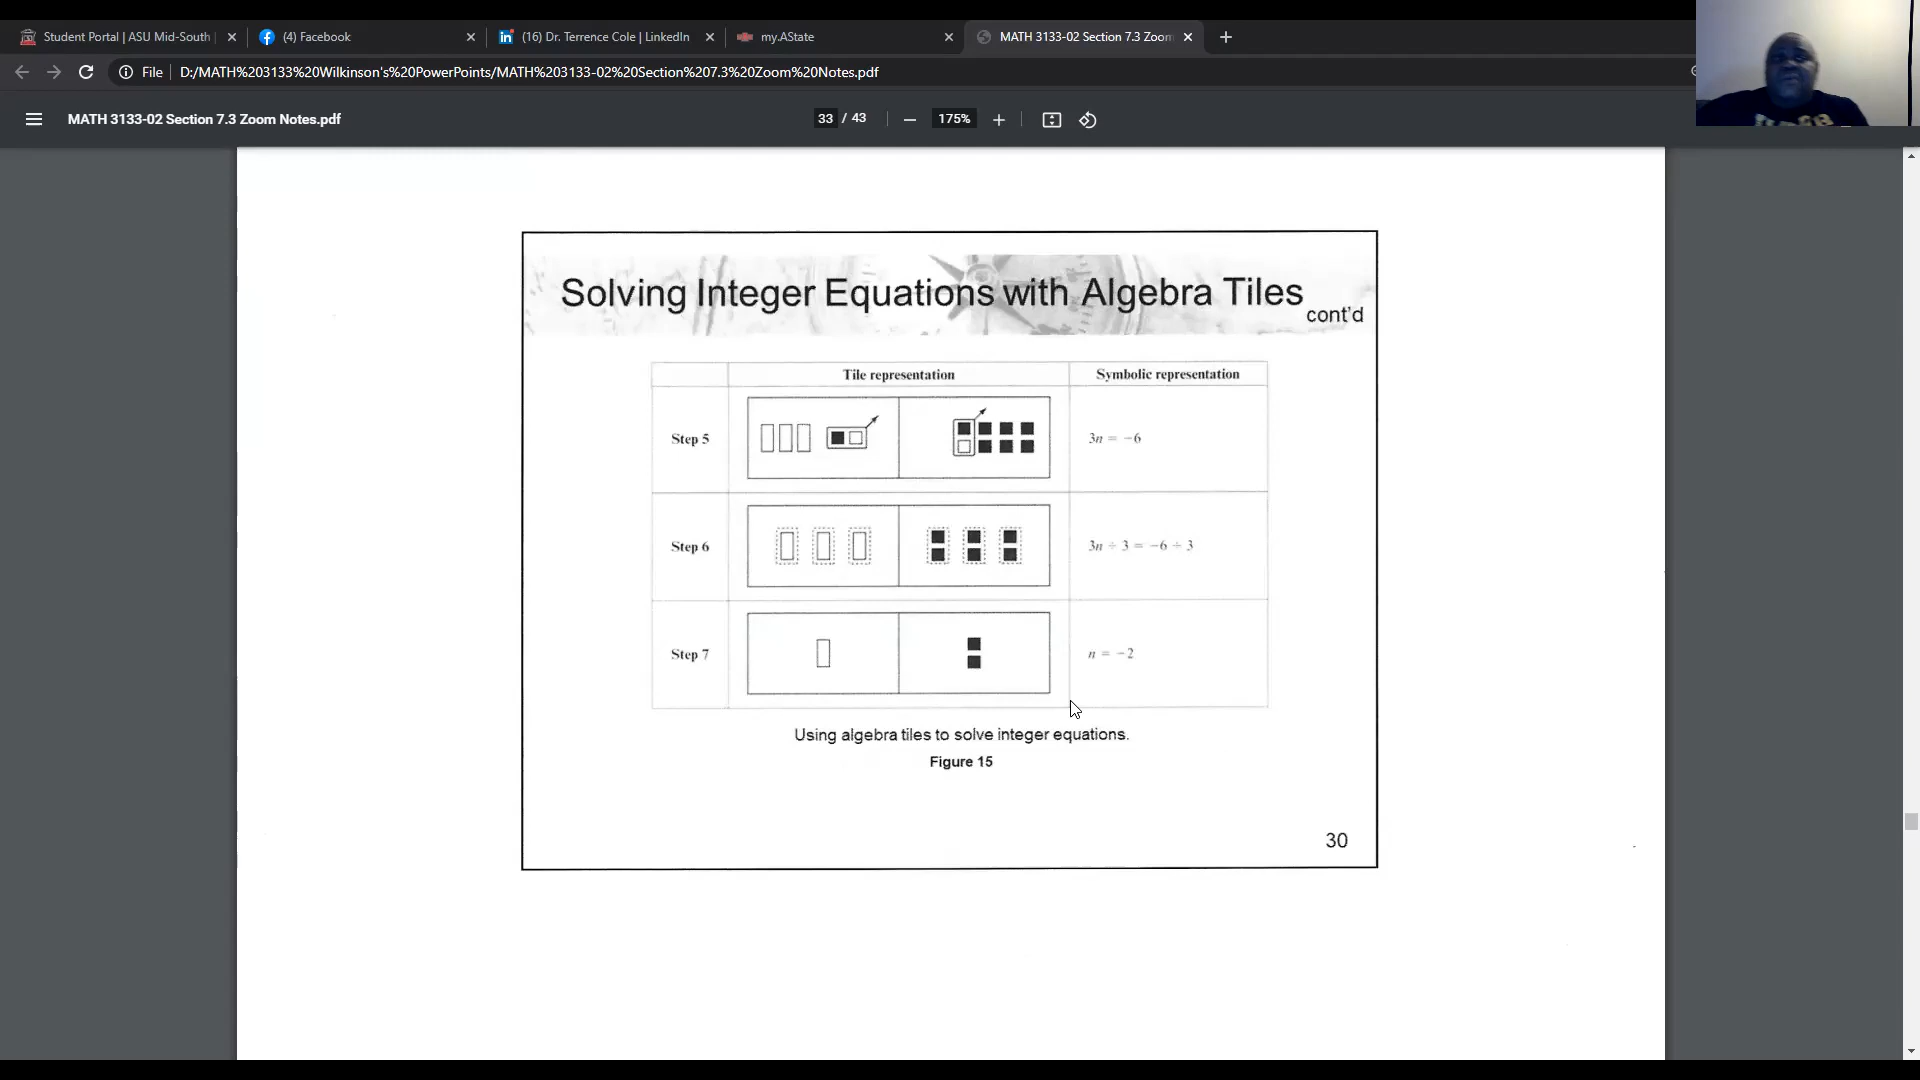 Student Portal | ASU Mid-South |
(4) Facebook
(16) Dr. Terrence Cole | LinkedIn
my.AState
MATH 3133-02 Section 7.3 Zoom
File D:/MATH%203133%20Wilkinson's%20PowerPoints/MATH%203133-02%20Section%207.3%20Zoom%20Notes.pdf
MATH 3133-02 Section 7.3 Zoom Notes.pdf
33 / 43
175%
Solving Integer Equations with Algebra Tiles
cont'd
Tile representation Symbolic representation
Step 5 3n = −6
Step 6 3n ÷ 3 = −6 ÷ 3
Step 7 n = −2
Using algebra tiles to solve integer equations.
Figure 15
30